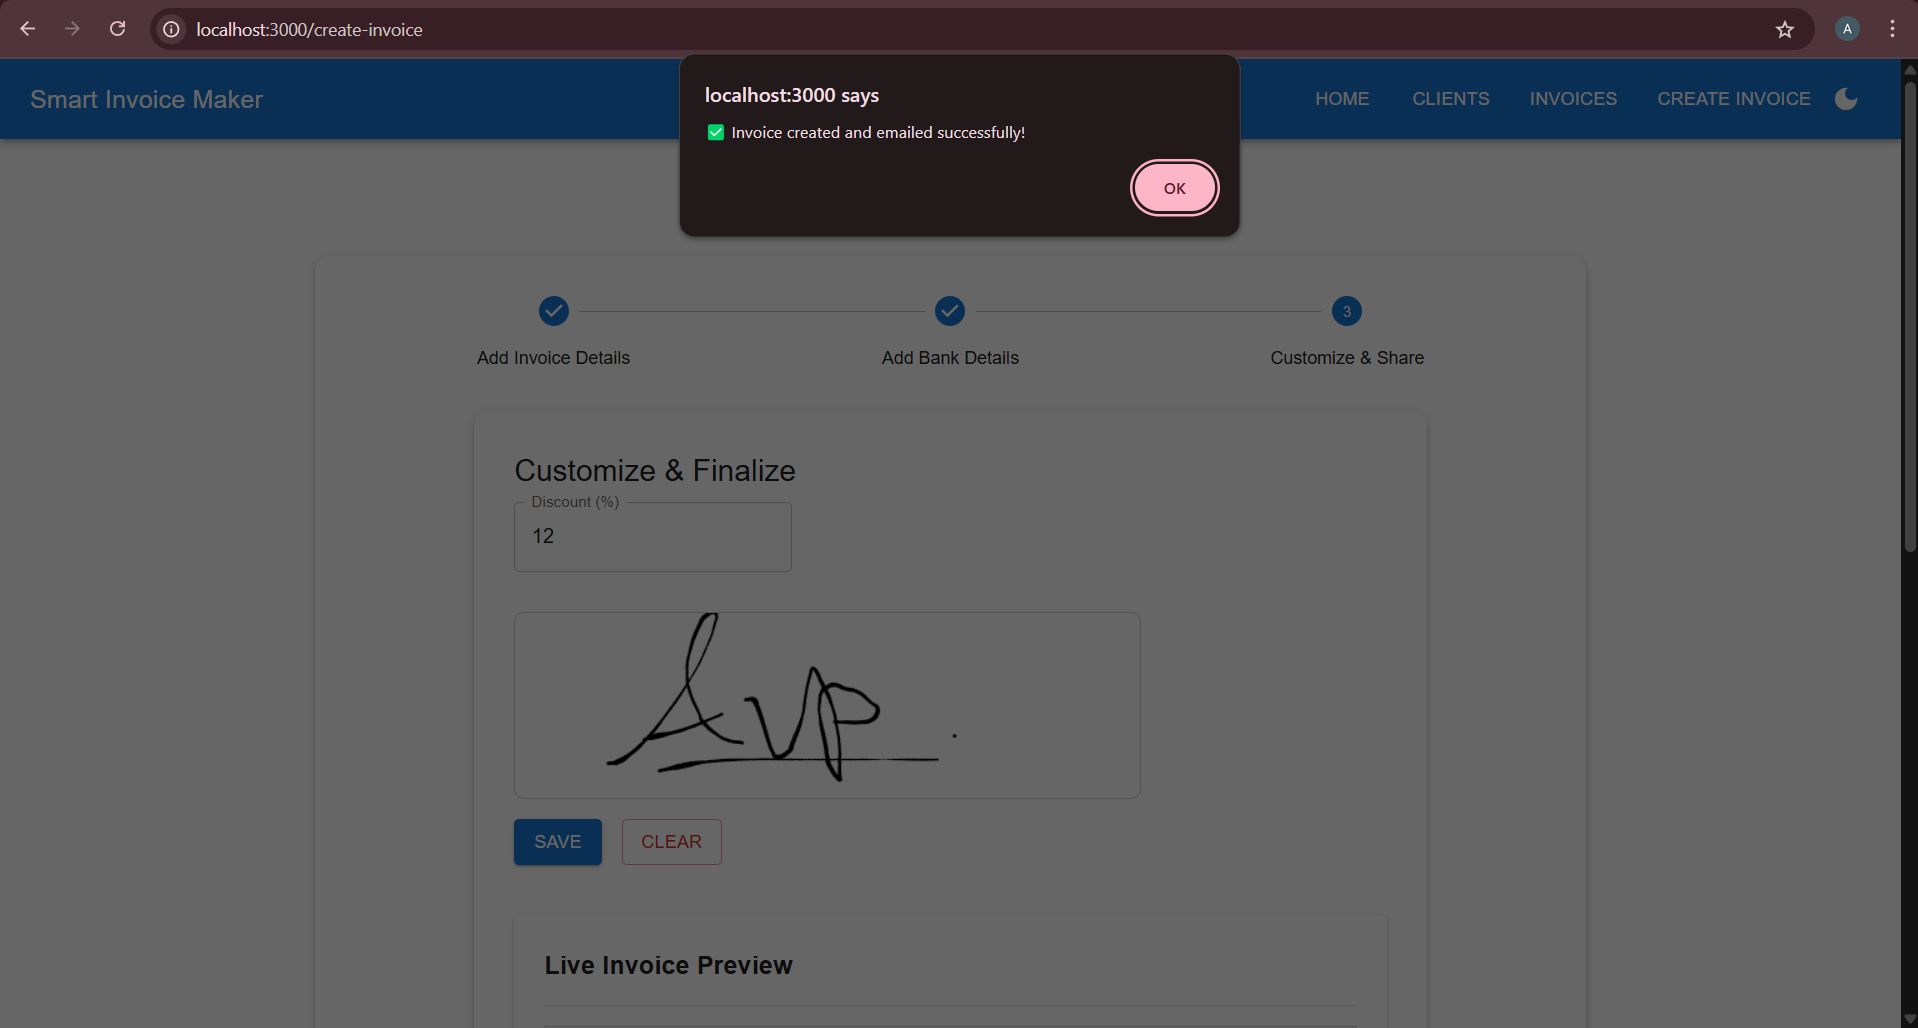 localhost:3000/create-invoice
A
localhost:3000 says
✅ Invoice created and emailed successfully!
OK
Smart Invoice Maker
HOME CLIENTS INVOICES CREATE INVOICE
3
Add Invoice Details Add Bank Details Customize & Share
Customize & Finalize
Discount (%)
12
AVP.
SAVE CLEAR
Live Invoice Preview